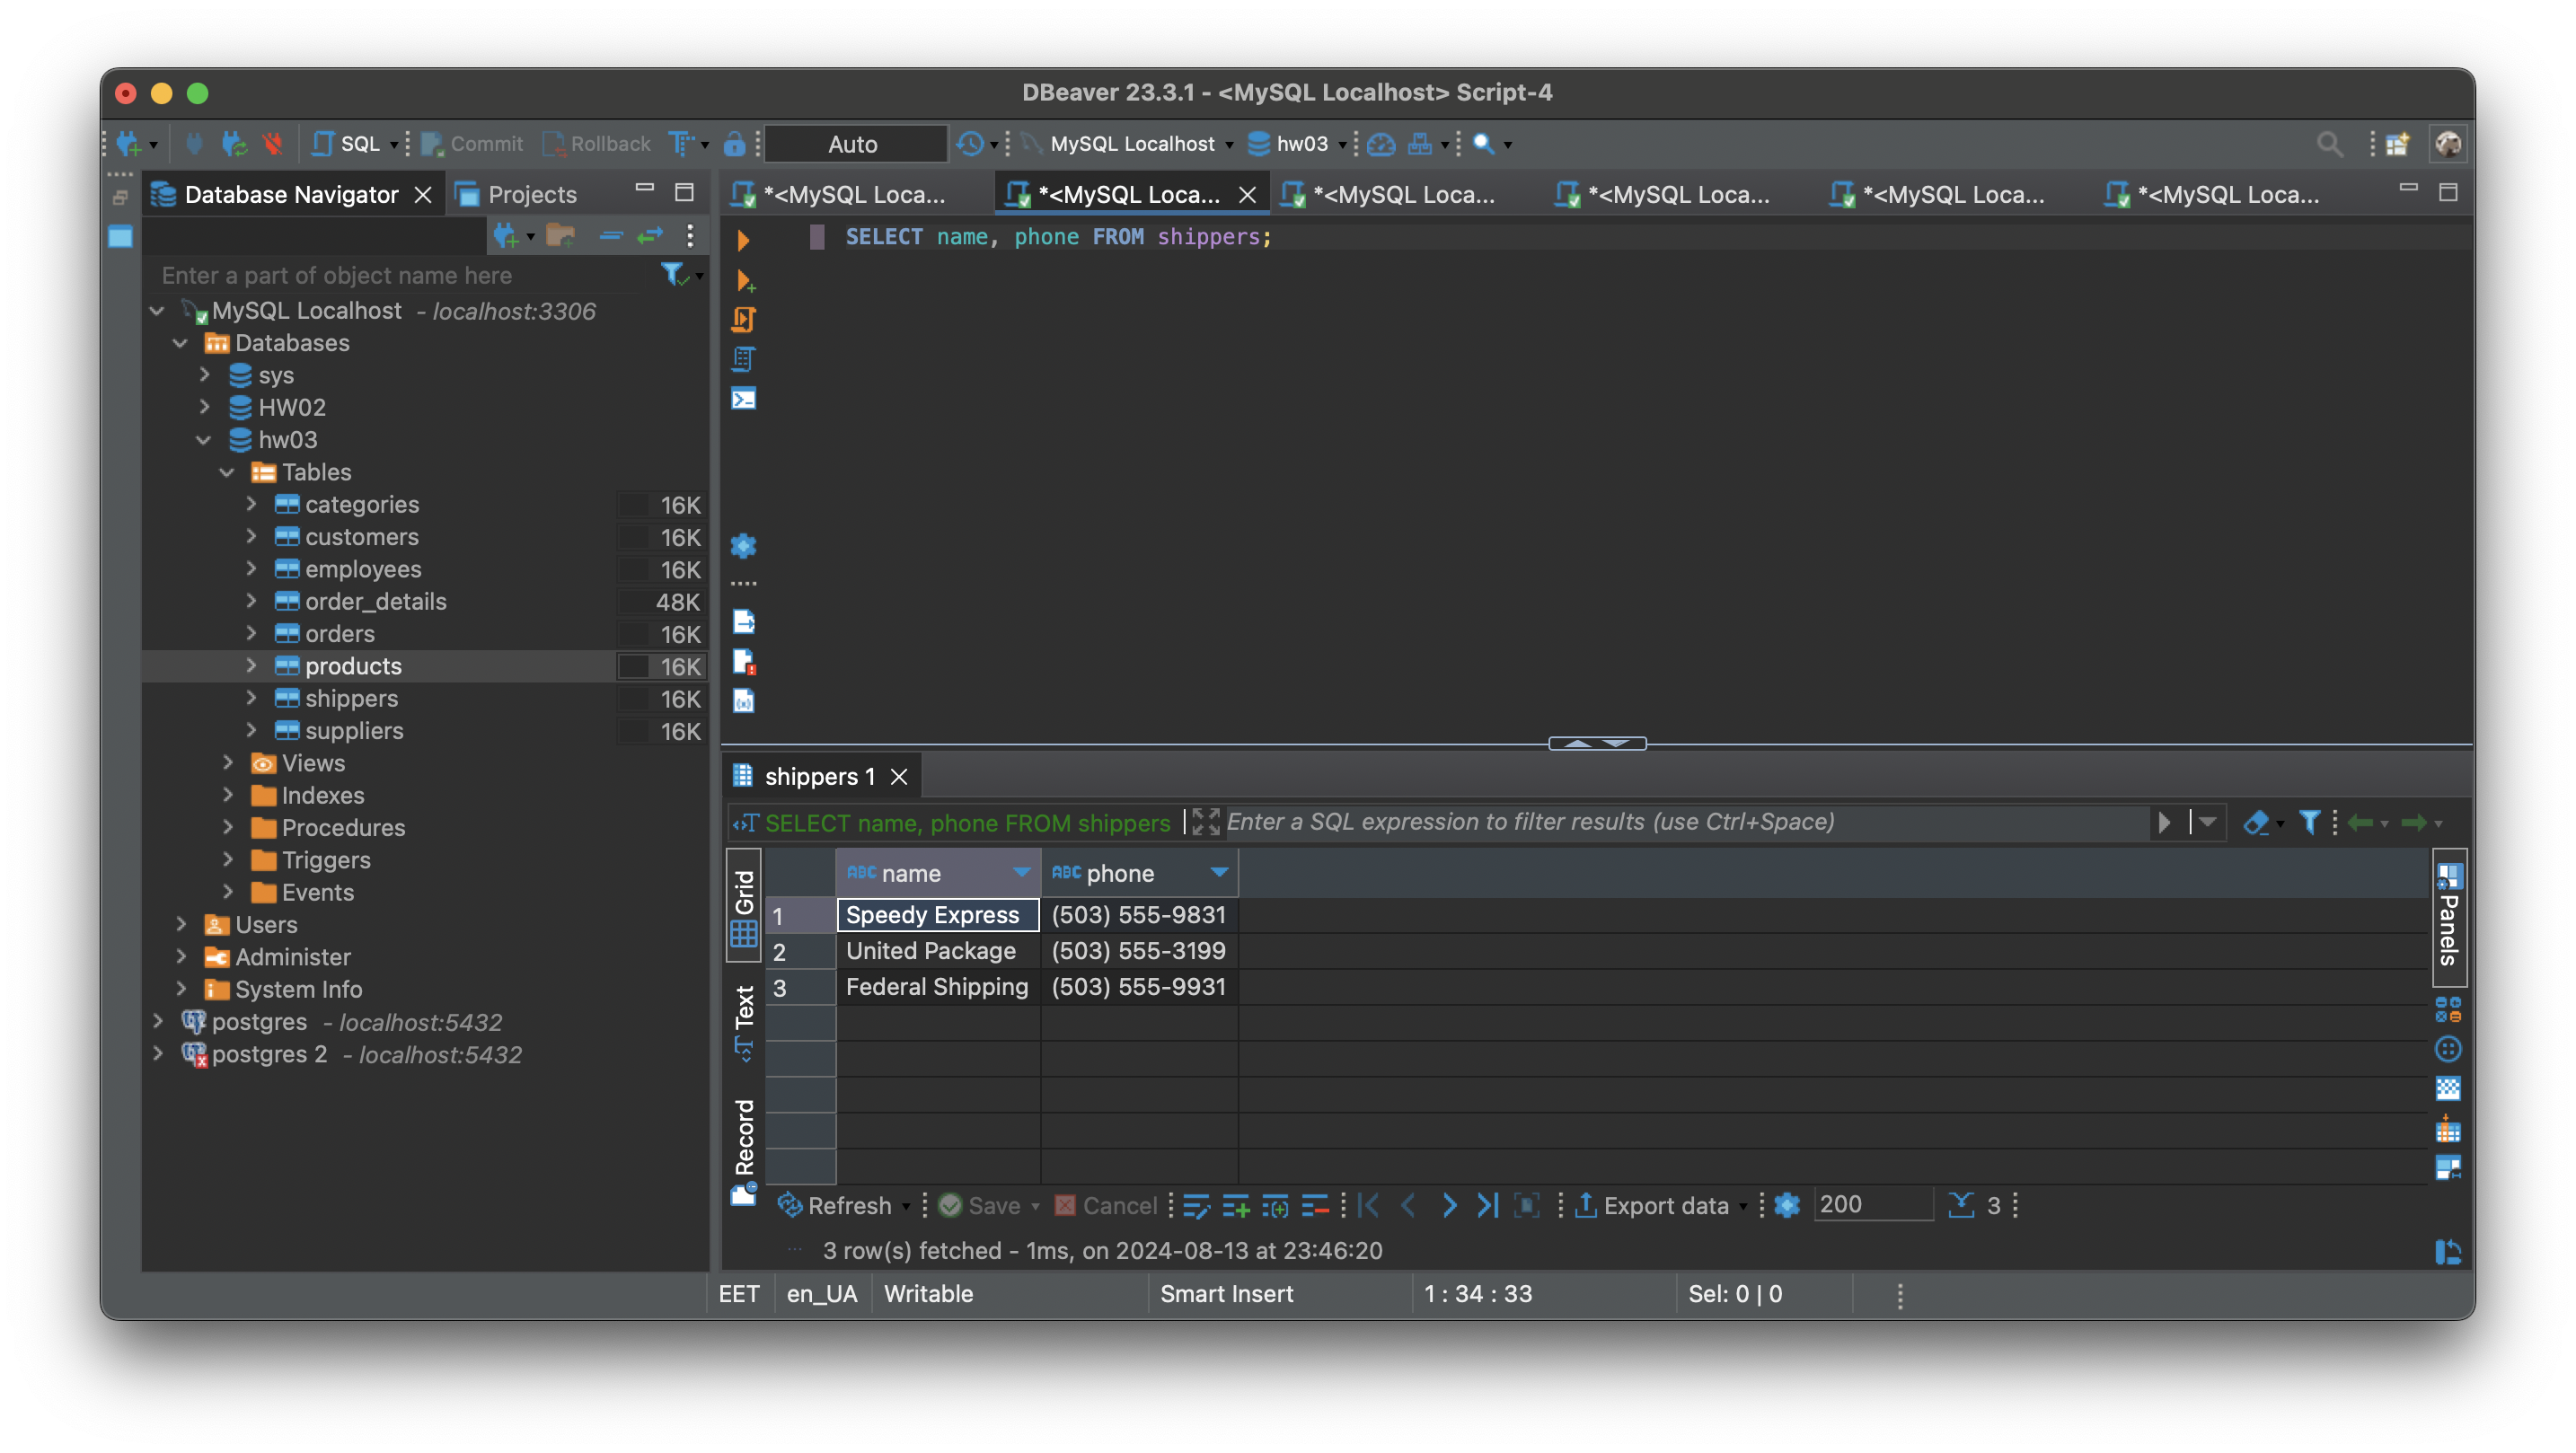 DBeaver 23.3.1 - <MySQL Localhost> Script-4
SQL Commit Rollback Auto MySQL Localhost hw03
Database Navigator Projects
*<MySQL Loca... *<MySQL Loca... *<MySQL Loca... *<MySQL Loca... *<MySQL Loca... *<MySQL Loca...
Enter a part of object name here
MySQL Localhost - localhost:3306
Databases
sys
HW02
hw03
Tables
categories 16K
customers 16K
employees 16K
order_details 48K
orders 16K
products 16K
shippers 16K
suppliers 16K
Views
Indexes
Procedures
Triggers
Events
Users
Administer
System Info
postgres - localhost:5432
postgres 2 - localhost:5432
SELECT name, phone FROM shippers;
shippers 1
SELECT name, phone FROM shippers Enter a SQL expression to filter results (use Ctrl+Space)
Grid
Text
Record
ABC name ABC phone
1 Speedy Express (503) 555-9831
2 United Package (503) 555-3199
3 Federal Shipping (503) 555-9931
Panels
Refresh Save Cancel Export data 200 3
3 row(s) fetched - 1ms, on 2024-08-13 at 23:46:20
EET en_UA Writable Smart Insert 1 : 34 : 33 Sel: 0 | 0